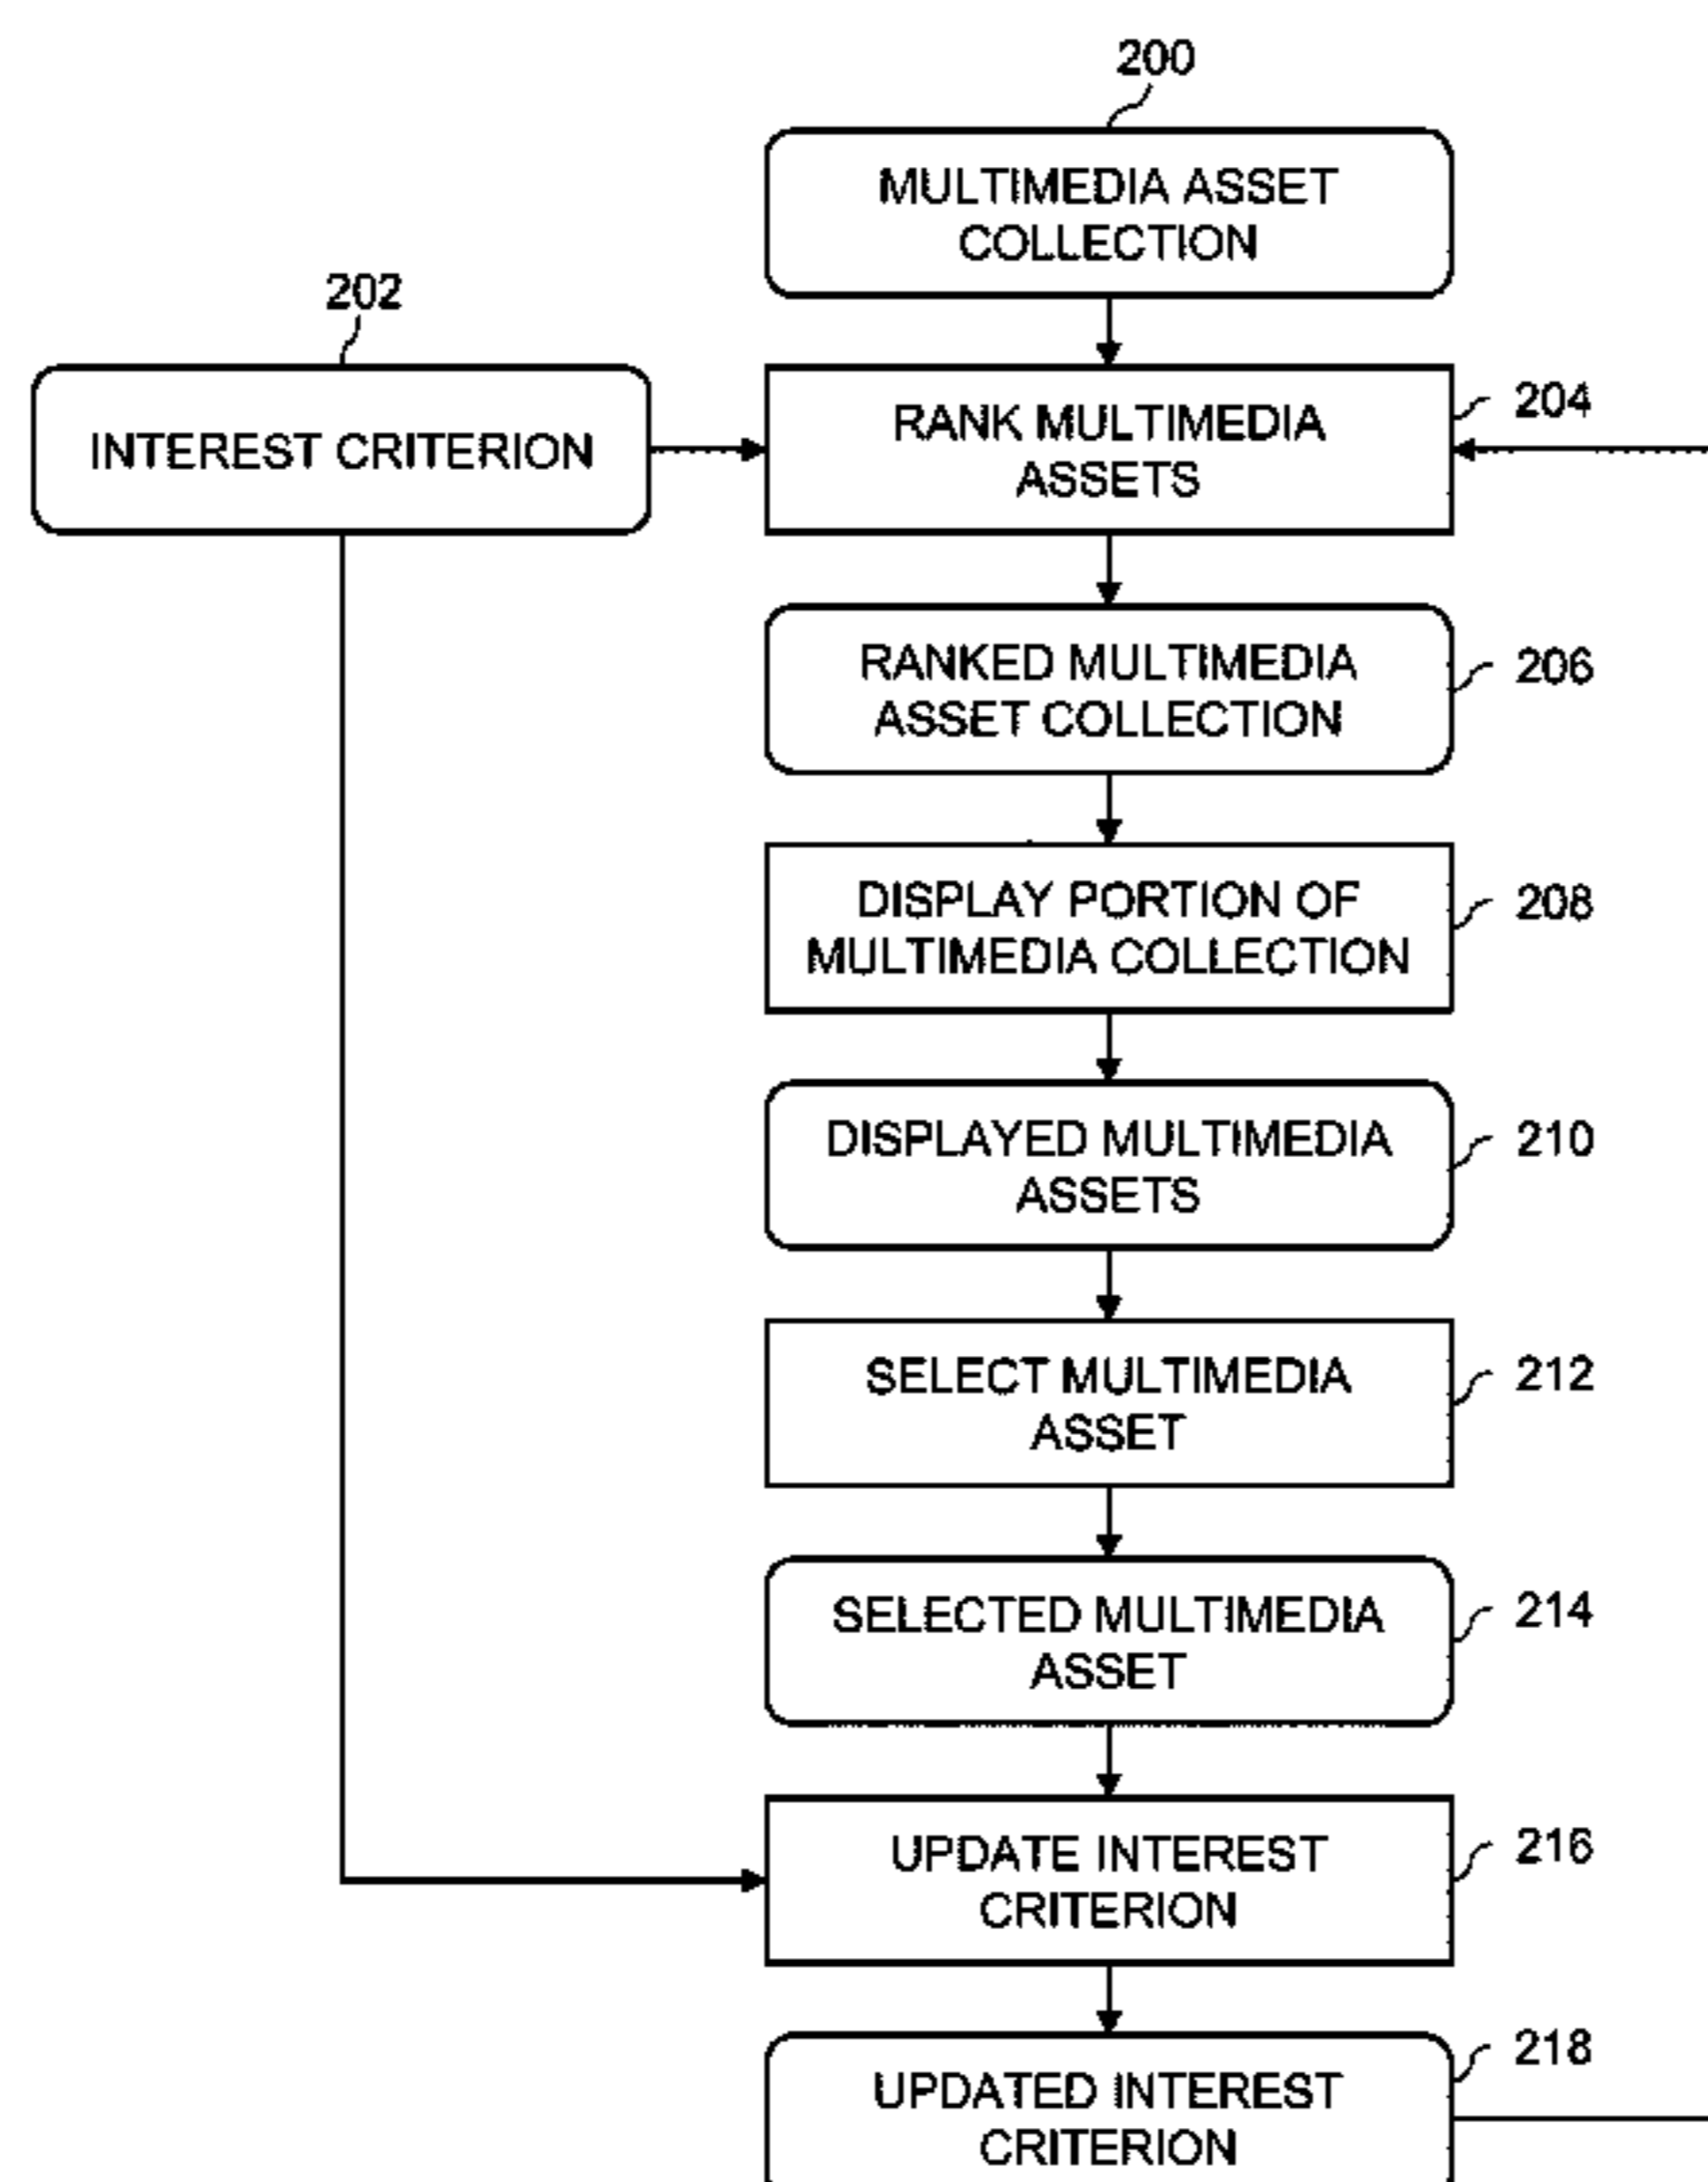 200
MULTIMEDIA ASSET
COLLECTION
202
INTEREST CRITERION
204
RANK MULTIMEDIA
ASSETS
206
RANKED MULTIMEDIA
ASSET COLLECTION
208
DISPLAY PORTION OF
MULTIMEDIA COLLECTION
210
DISPLAYED MULTIMEDIA
ASSETS
212
SELECT MULTIMEDIA
ASSET
214
SELECTED MULTIMEDIA
ASSET
216
UPDATE INTEREST
CRITERION
218
UPDATED INTEREST
CRITERION